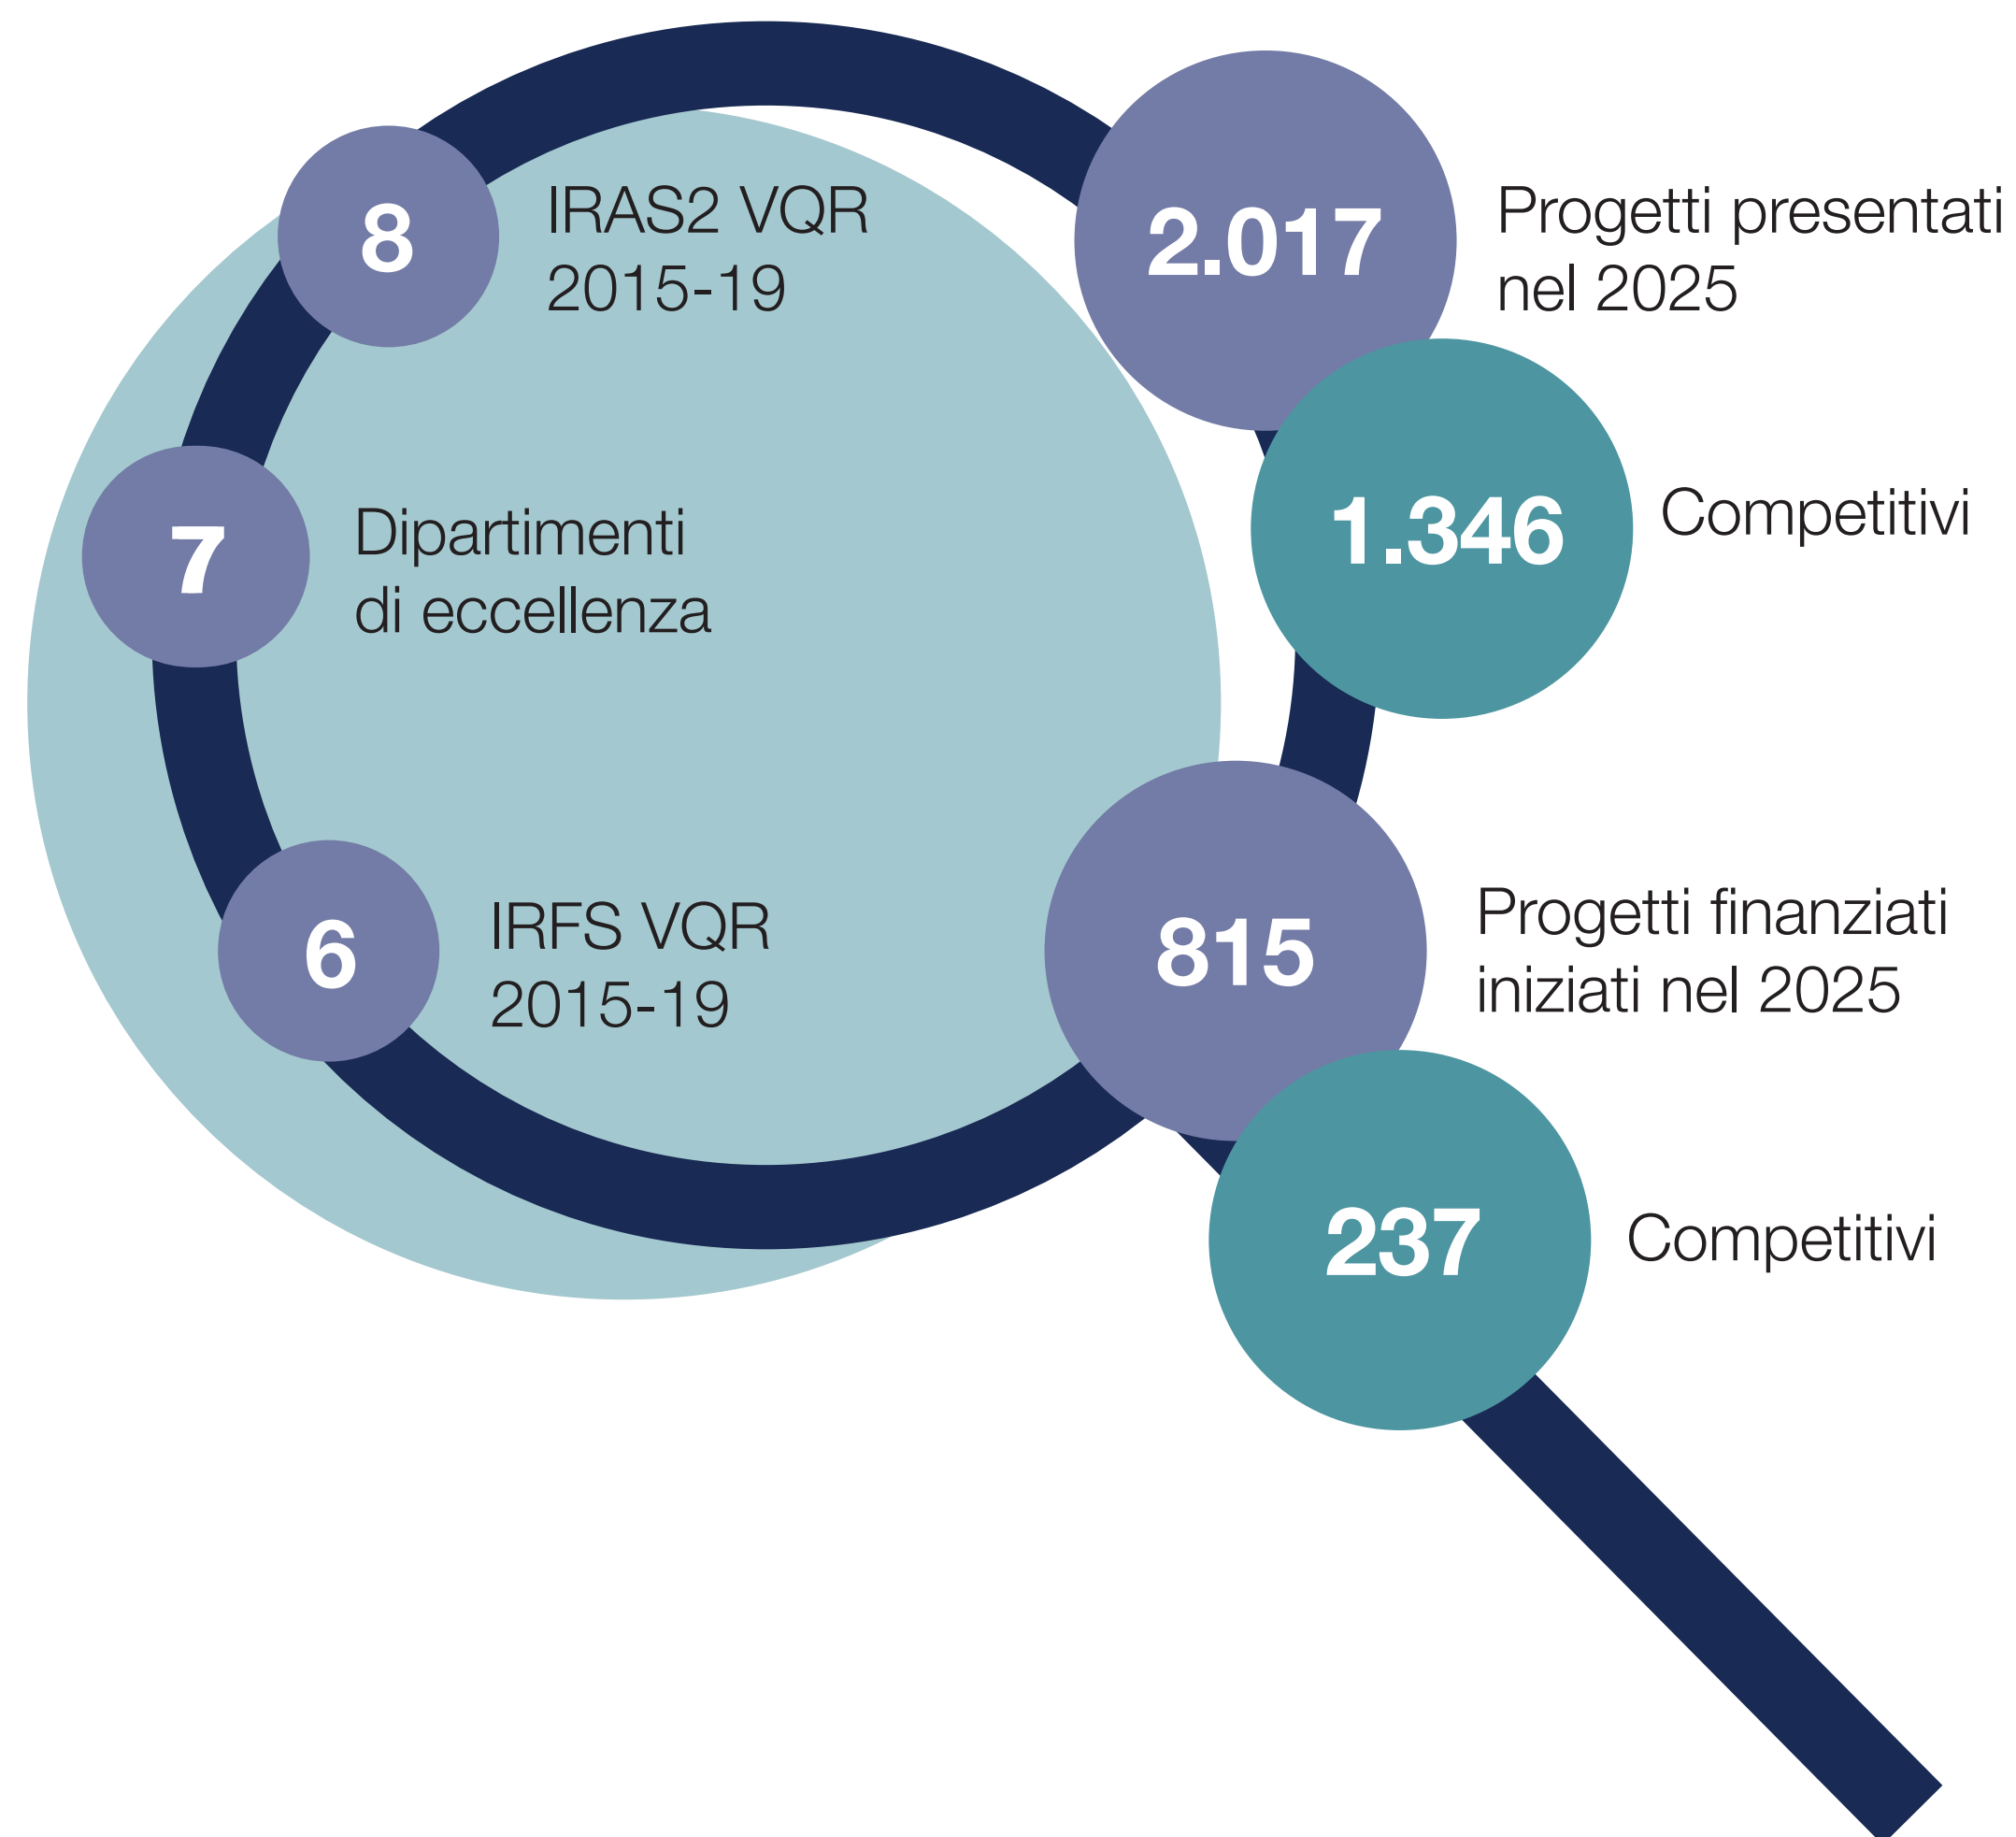 8
IRAS2 VQR
2015-19
7
Dipartimenti
di eccellenza
6
IRFS VQR
2015-19
2.017
Progetti presentati
nel 2025
1.346
Competitivi
815
Progetti finanziati
iniziati nel 2025
237
Competitivi